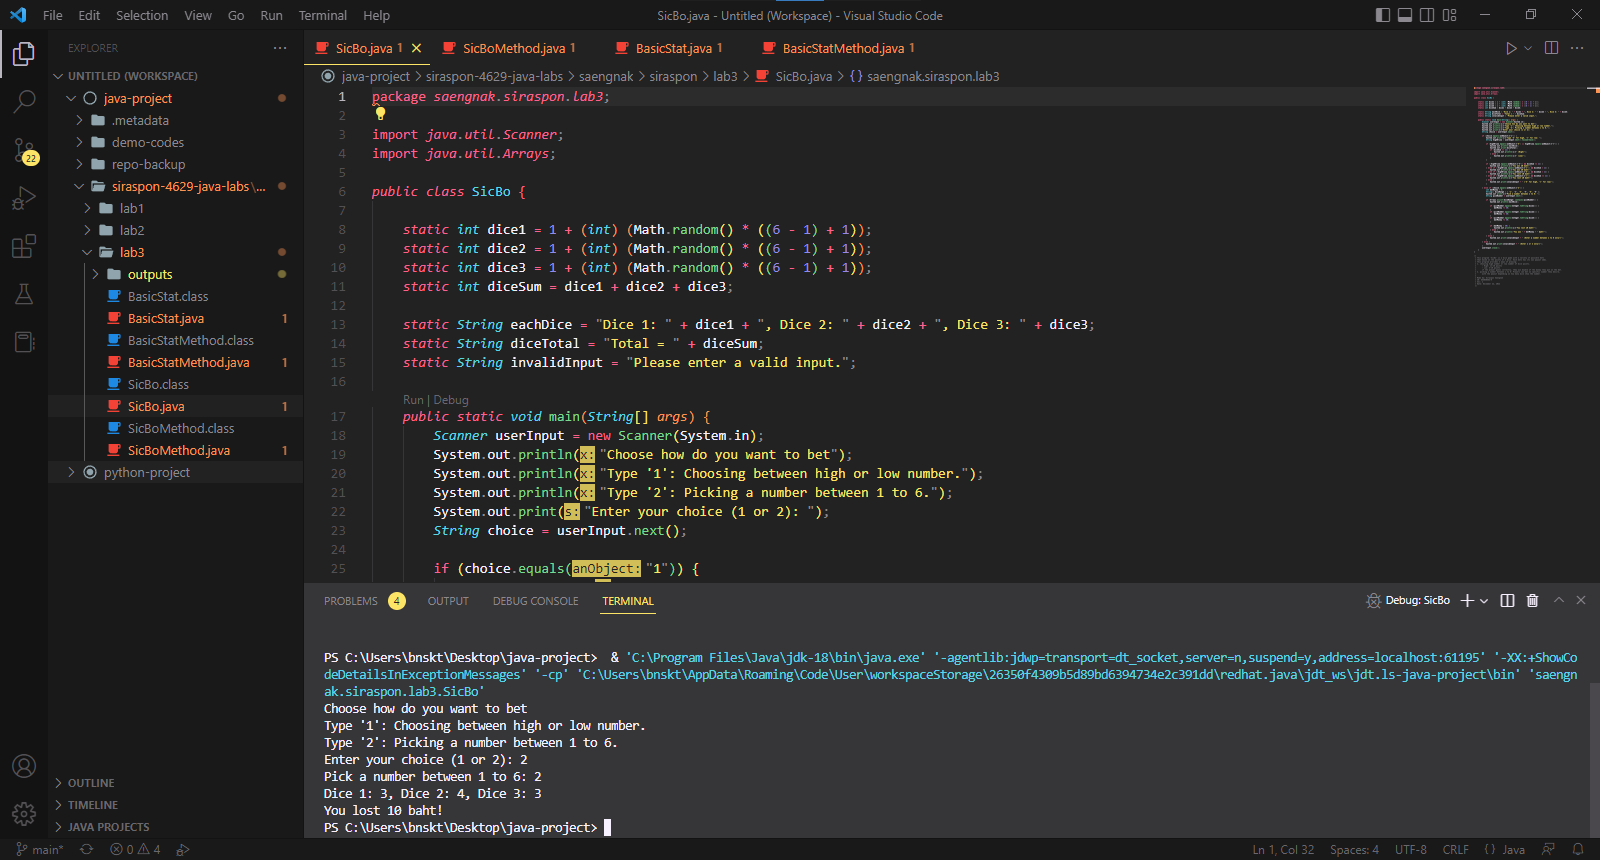 File Edit Selection View Go Run Terminal Help
SicBo.java - Untitled (Workspace) - Visual Studio Code
EXPLORER
UNTITLED (WORKSPACE)
java-project
.metadata
demo-codes
repo-backup
siraspon-4629-java-labs\...
lab1
lab2
lab3
outputs
BasicStat.class
BasicStat.java 1
BasicStatMethod.class
BasicStatMethod.java 1
SicBo.class
SicBo.java 1
SicBoMethod.class
SicBoMethod.java 1
python-project
OUTLINE
TIMELINE
JAVA PROJECTS
22
SicBo.java 1 SicBoMethod.java 1 BasicStat.java 1 BasicStatMethod.java 1
java-project > siraspon-4629-java-labs > saengnak > siraspon > lab3 > SicBo.java > {} saengnak.siraspon.lab3
1 package saengnak.siraspon.lab3;
2
3 import java.util.Scanner;
4 import java.util.Arrays;
5
6 public class SicBo {
7
8 static int dice1 = 1 + (int) (Math.random() * ((6 - 1) + 1));
9 static int dice2 = 1 + (int) (Math.random() * ((6 - 1) + 1));
10 static int dice3 = 1 + (int) (Math.random() * ((6 - 1) + 1));
11 static int diceSum = dice1 + dice2 + dice3;
12
13 static String eachDice = "Dice 1: " + dice1 + ", Dice 2: " + dice2 + ", Dice 3: " + dice3;
14 static String diceTotal = "Total = " + diceSum;
15 static String invalidInput = "Please enter a valid input.";
16
Run | Debug
17 public static void main(String[] args) {
18 Scanner userInput = new Scanner(System.in);
19 System.out.println(x: "Choose how do you want to bet");
20 System.out.println(x: "Type '1': Choosing between high or low number.");
21 System.out.println(x: "Type '2': Picking a number between 1 to 6.");
22 System.out.print(s: "Enter your choice (1 or 2): ");
23 String choice = userInput.next();
24
25 if (choice.equals(anObject: "1")) {
PROBLEMS 4 OUTPUT DEBUG CONSOLE TERMINAL
Debug: SicBo
PS C:\Users\bnskt\Desktop\java-project>  & 'C:\Program Files\Java\jdk-18\bin\java.exe' '-agentlib:jdwp=transport=dt_socket,server=n,suspend=y,address=localhost:61195' '-XX:+ShowCo
deDetailsInExceptionMessages' '-cp' 'C:\Users\bnskt\AppData\Roaming\Code\User\workspaceStorage\26350f4309b5d89bd6394734e2c391dd\redhat.java\jdt_ws\jdt.ls-java-project\bin' 'saengn
ak.siraspon.lab3.SicBo'
Choose how do you want to bet
Type '1': Choosing between high or low number.
Type '2': Picking a number between 1 to 6.
Enter your choice (1 or 2): 2
Pick a number between 1 to 6: 2
Dice 1: 3, Dice 2: 4, Dice 3: 3
You lost 10 baht!
PS C:\Users\bnskt\Desktop\java-project>
main* 0 4
Ln 1, Col 32 Spaces: 4 UTF-8 CRLF {} Java